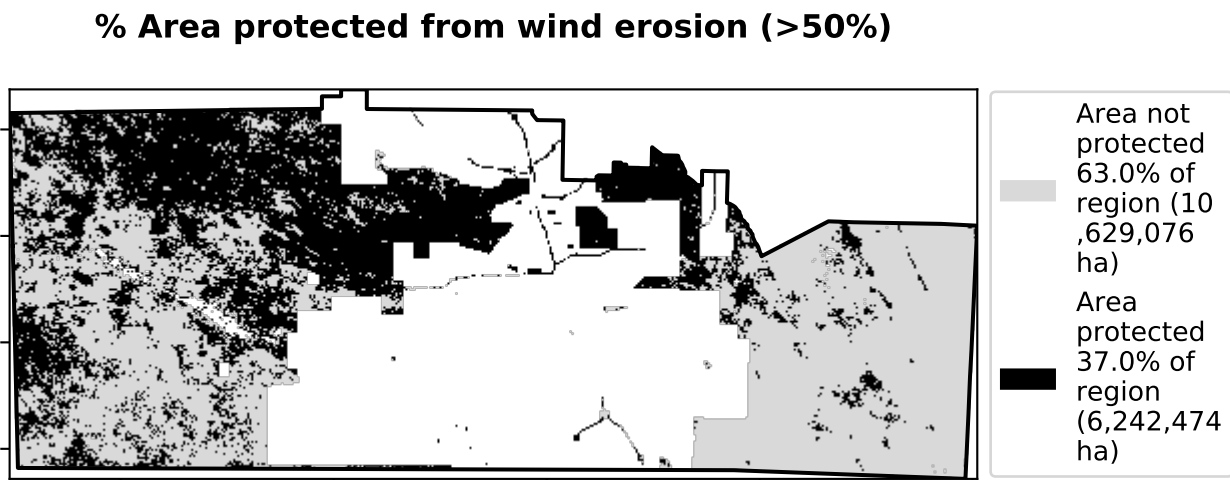 % Area protected from wind erosion (>50%)
Area not
protected
63.0% of
region (10
,629,076
ha)
Area
protected
37.0% of
region
(6,242,474
ha)